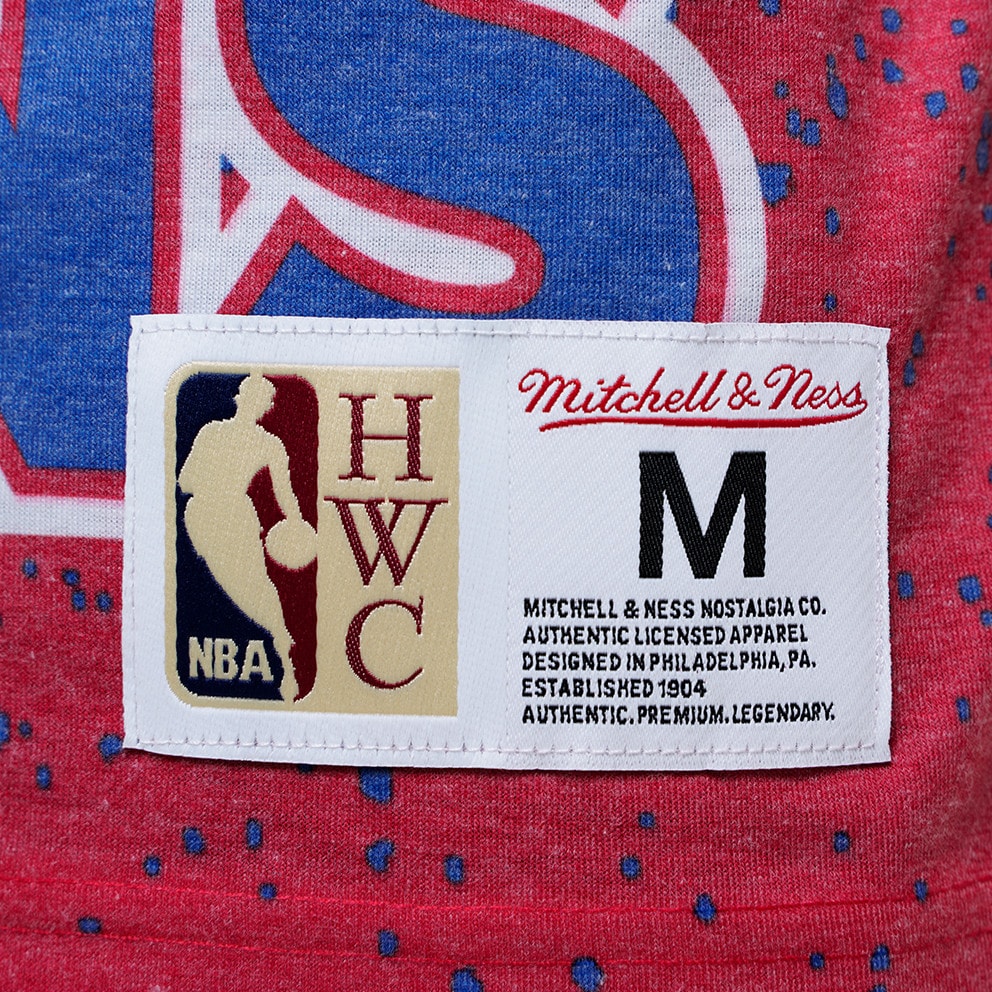 NBA
H
W
C
Mitchell & Ness
M
MITCHELL & NESS NOSTALGIA CO.
AUTHENTIC LICENSED APPAREL
DESIGNED IN PHILADELPHIA, PA.
ESTABLISHED 1904
AUTHENTIC. PREMIUM. LEGENDARY.